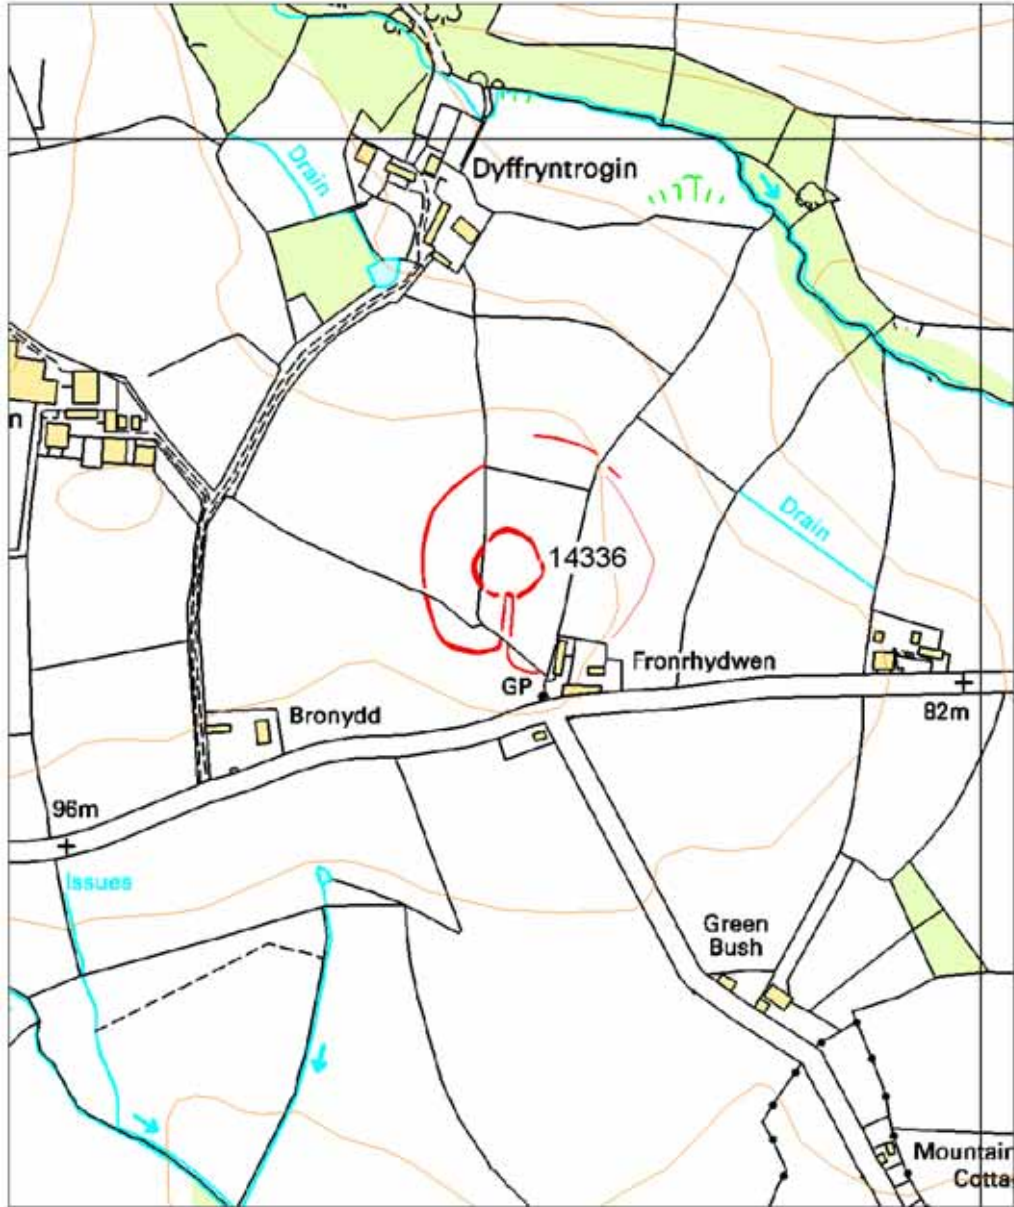 Dyffryntrogin
Drain
n
Drain
14336
Fronrhydwen
GP
Bronydd
82m
96m
Issues
Green
Bush
Mountain
Cotta